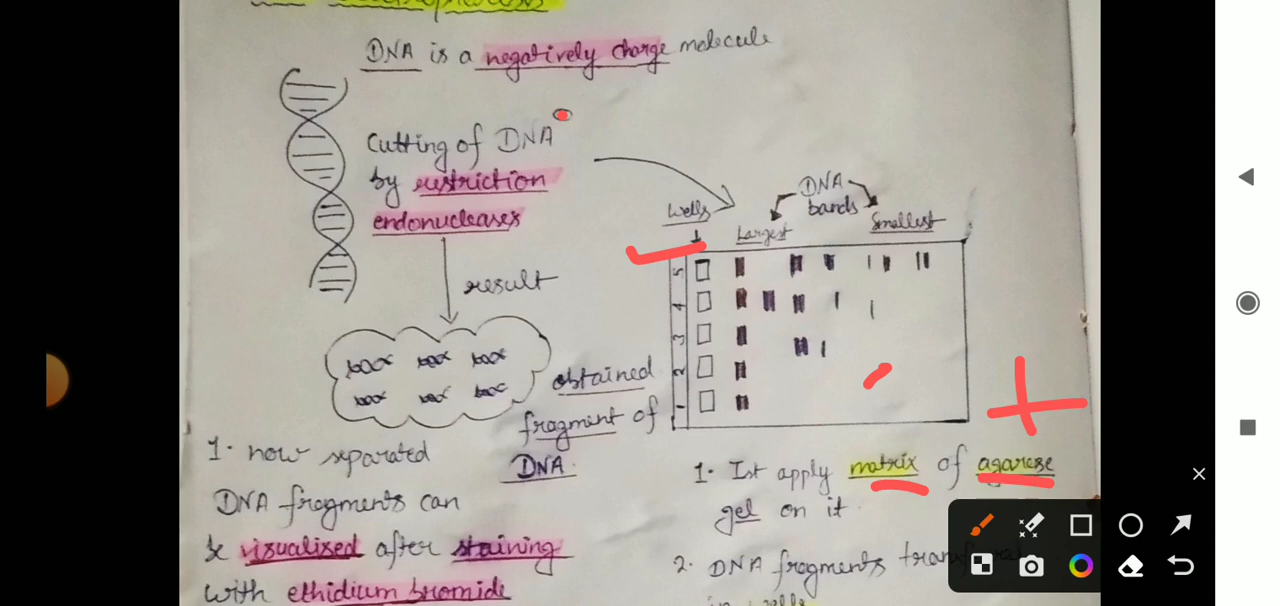 DNA is a negatively charge molecule
Cutting of DNA
by restriction
endonucleases
result
obtained
fragment of
DNA.
Wells
DNA
bands
Largest
Smallest
5
4
3
2
1
1. now separated
DNA fragments can
be visualised after staining
with ethidium bromide
1. Ist apply matrix of agarose
gel on it.
2. DNA fragments